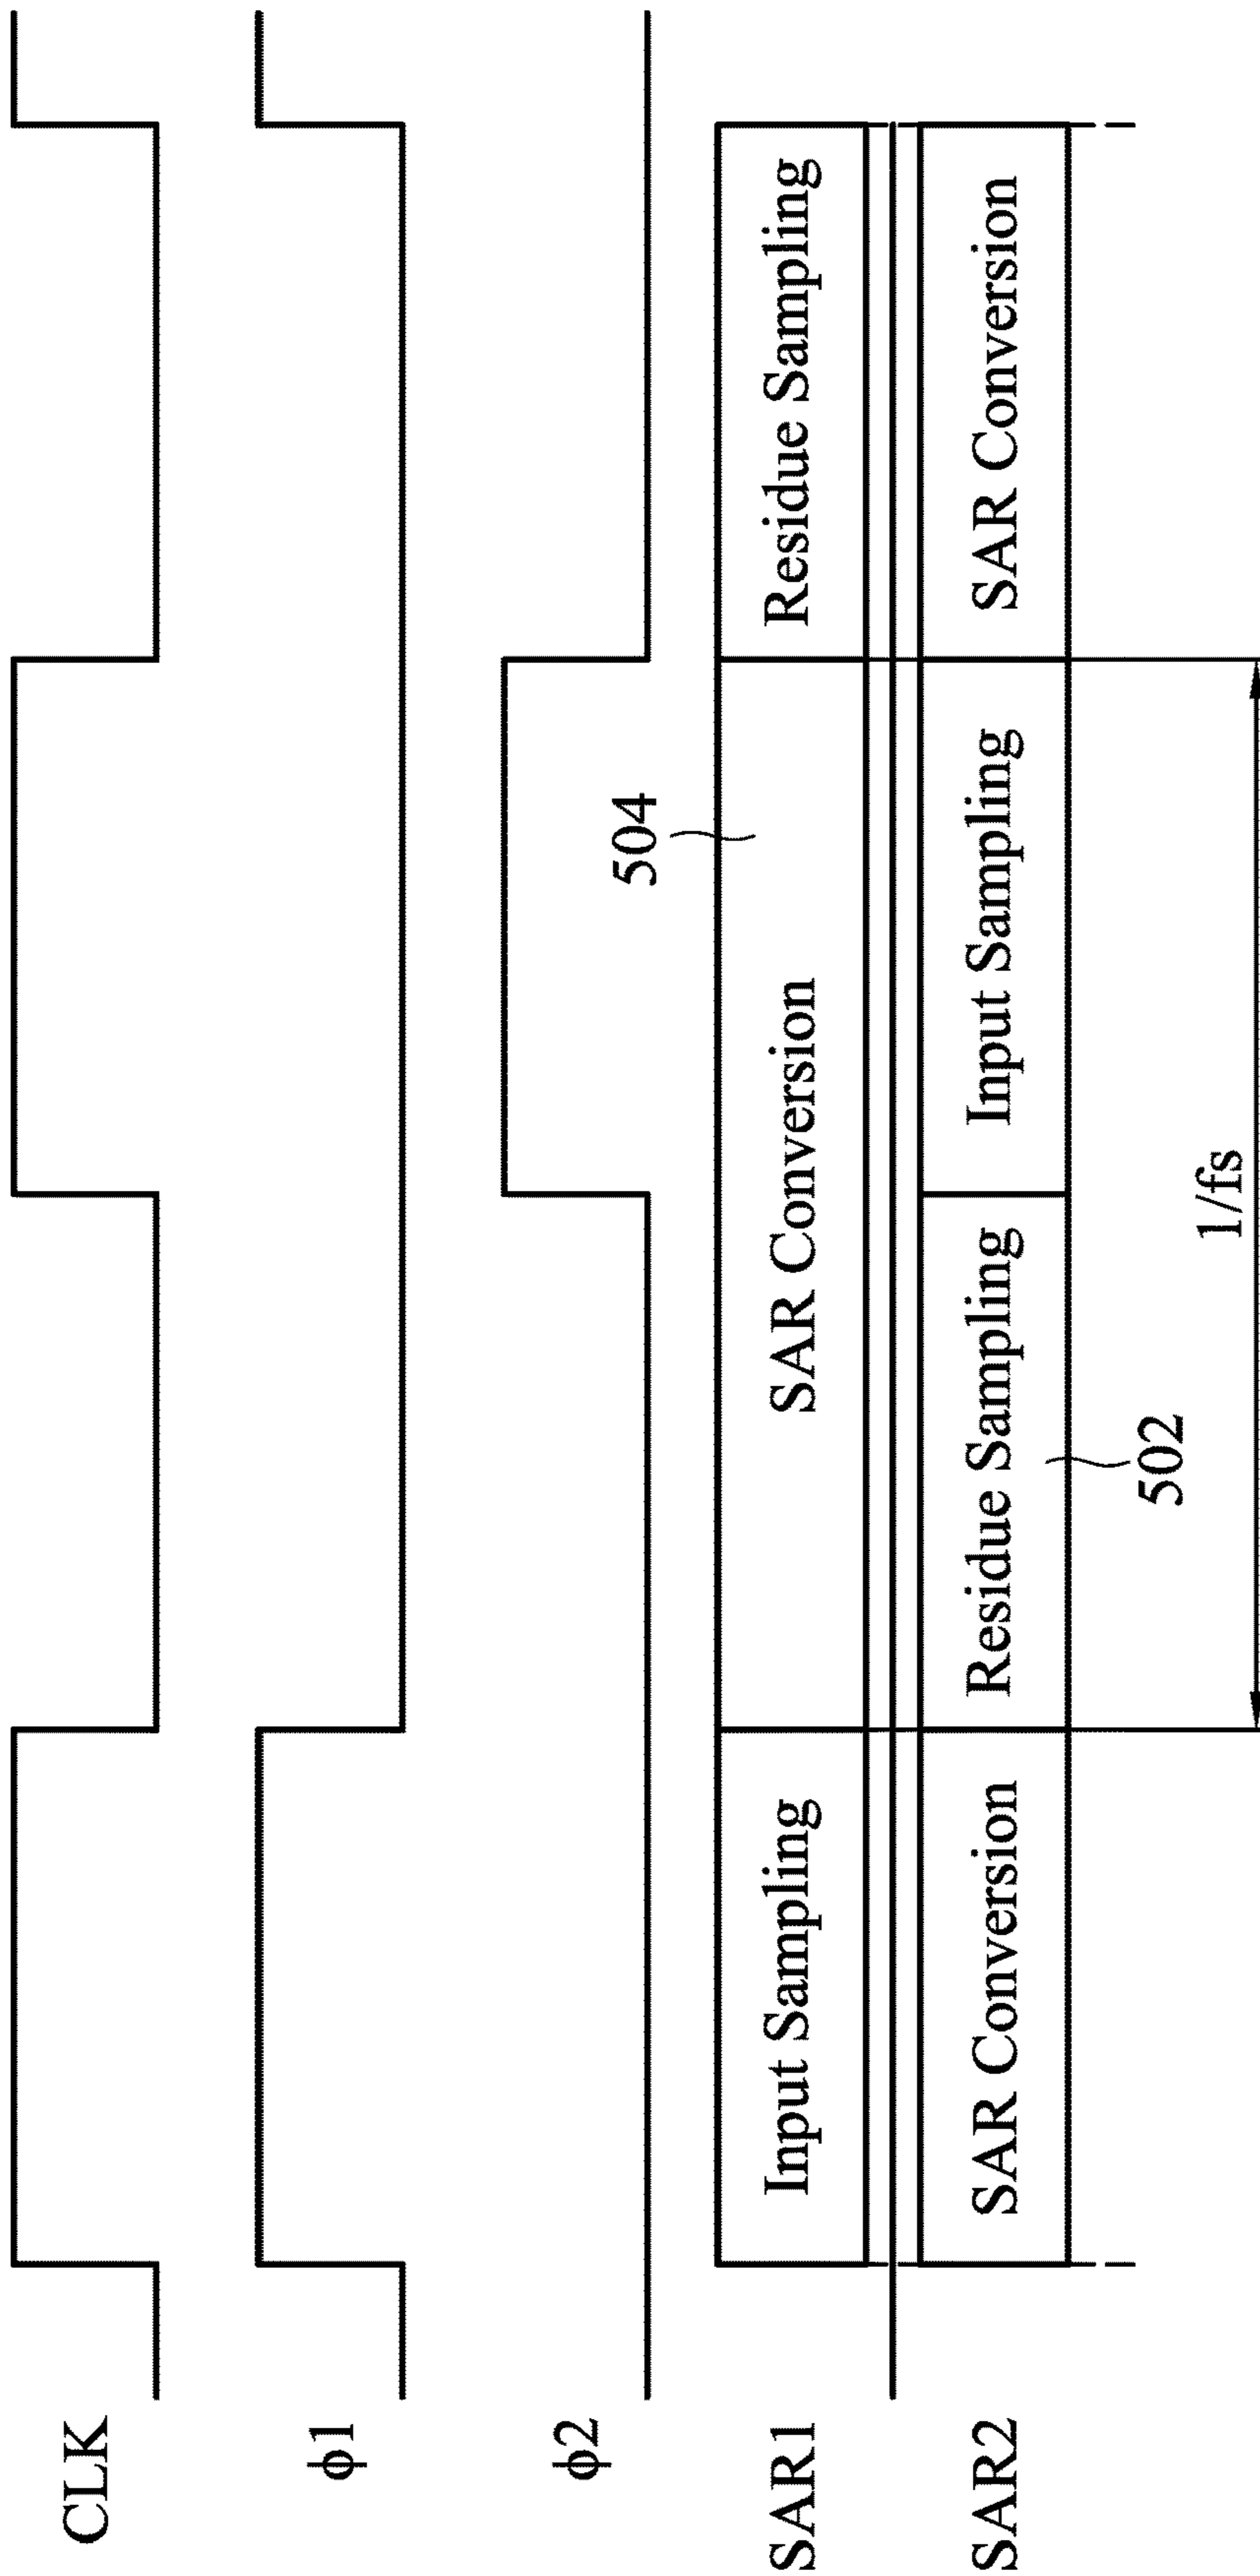 CLK
ϕ1
ϕ2
504
SAR1
Input Sampling
SAR Conversion
Residue Sampling
SAR2
SAR Conversion
Residue Sampling
Input Sampling
SAR Conversion
502
1/fs